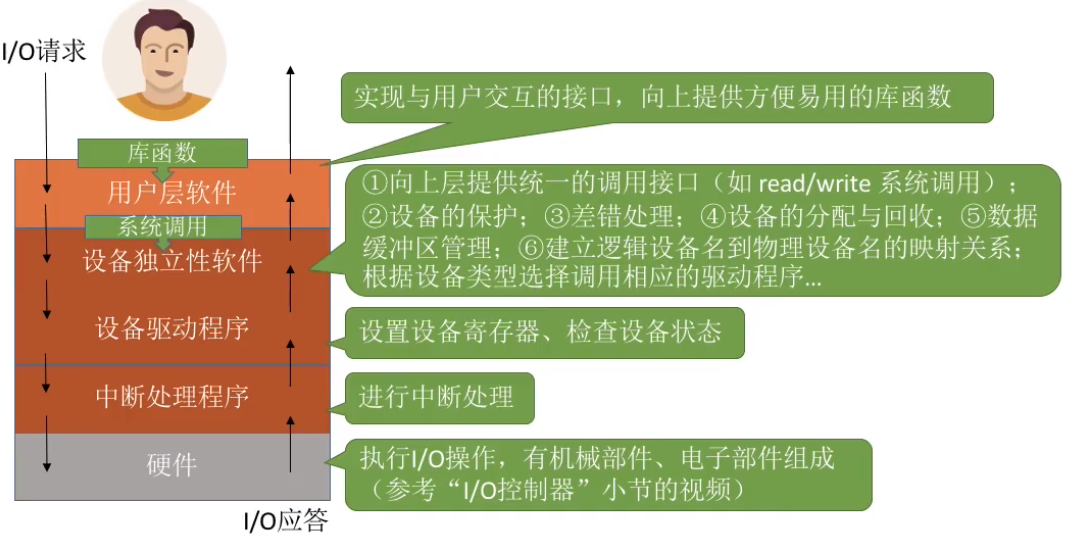 I/O请求
实现与用户交互的接口，向上提供方便易用的库函数
库函数
用户层软件
①向上层提供统一的调用接口（如 read/write 系统调用）；
②设备的保护；③差错处理；④设备的分配与回收；⑤数据
缓冲区管理；⑥建立逻辑设备名到物理设备名的映射关系；
根据设备类型选择调用相应的驱动程序...
系统调用
设备独立性软件
设备驱动程序
设置设备寄存器、检查设备状态
中断处理程序
进行中断处理
硬件
执行I/O操作，有机械部件、电子部件组成
（参考“I/O控制器”小节的视频）
I/O应答